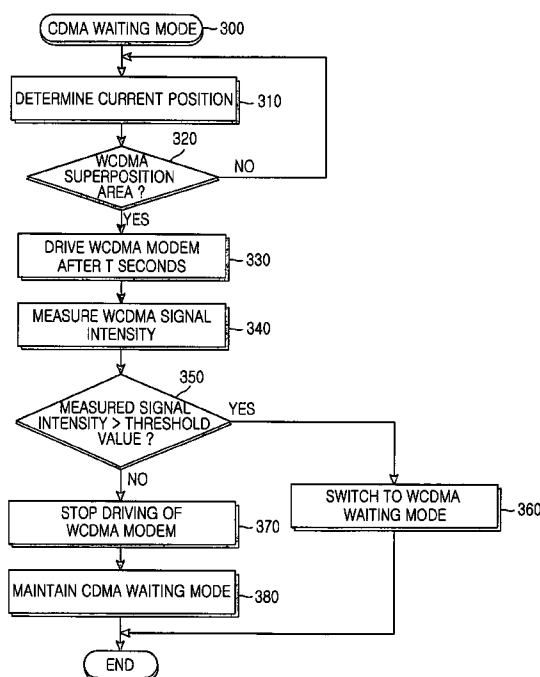 CDMA WAITING MODE
300
DETERMINE CURRENT POSITION
310
320
WCDMA
SUPERPOSITION
AREA ?
NO
YES
DRIVE WCDMA MODEM
AFTER T SECONDS
330
MEASURE WCDMA SIGNAL
INTENSITY
340
350
MEASURED SIGNAL
INTENSITY > THRESHOLD
VALUE ?
YES
NO
SWITCH TO WCDMA
WAITING MODE
360
STOP DRIVING OF
WCDMA MODEM
370
MAINTAIN CDMA WAITING MODE
380
END